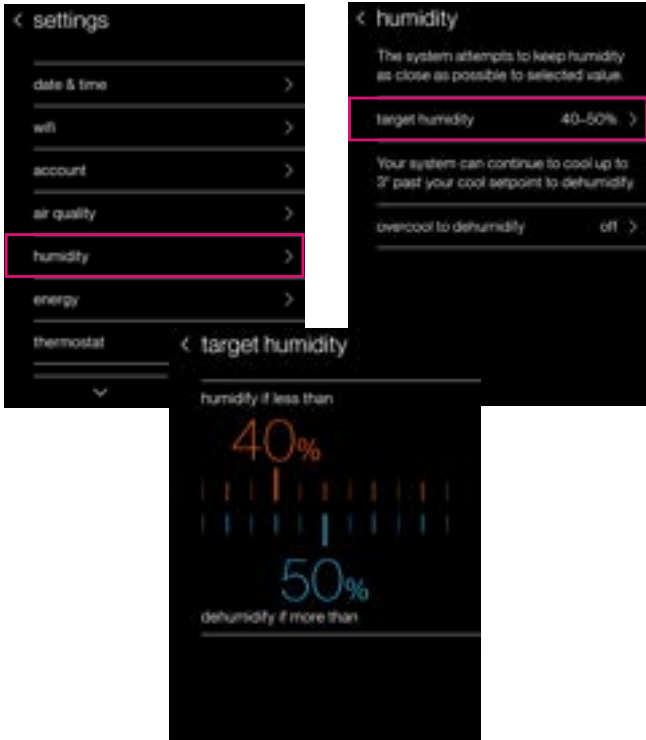 settings
date & time
wifi
account
air quality
humidity
energy
thermostat
humidity
The system attempts to keep humidity
as close as possible to selected value.
target humidity 40–50%
Your system can continue to cool up to
3° past your cool setpoint to dehumidify.
overcool to dehumidify off
target humidity
humidify if less than
40%
50%
dehumidify if more than